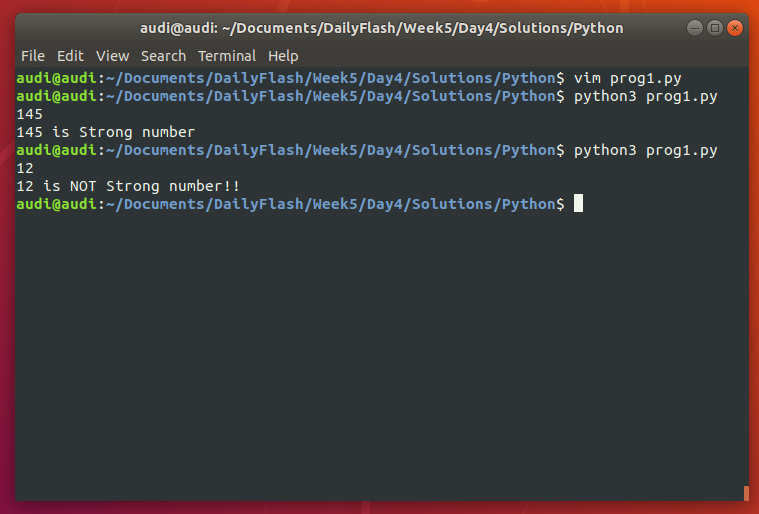 audi@audi: ~/Documents/DailyFlash/Week5/Day4/Solutions/Python
File Edit View Search Terminal Help
audi@audi:~/Documents/DailyFlash/Week5/Day4/Solutions/Python$ vim prog1.py
audi@audi:~/Documents/DailyFlash/Week5/Day4/Solutions/Python$ python3 prog1.py
145
145 is Strong number
audi@audi:~/Documents/DailyFlash/Week5/Day4/Solutions/Python$ python3 prog1.py
12
12 is NOT Strong number!!
audi@audi:~/Documents/DailyFlash/Week5/Day4/Solutions/Python$